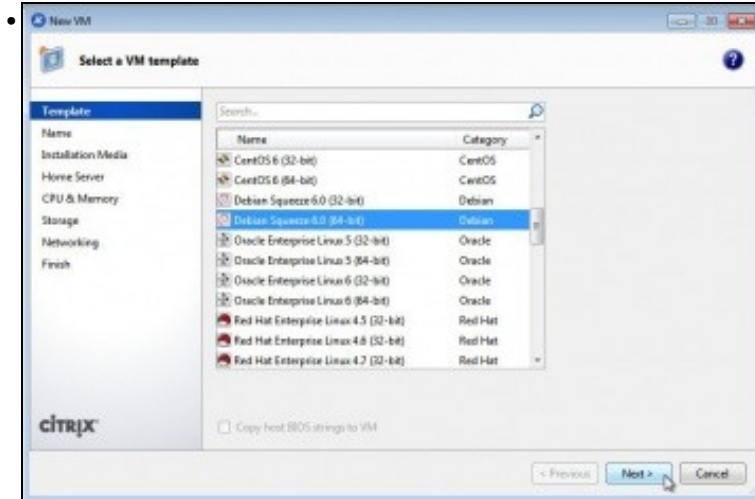 New VM
Select a VM template
Template
Name
Installation Media
Home Server
CPU & Memory
Storage
Networking
Finish
Search...
Name Category
CentOS 6 (32-bit) CentOS
CentOS 6 (64-bit) CentOS
Debian Squeeze 6.0 (32-bit) Debian
Debian Squeeze 6.0 (64-bit) Debian
Oracle Enterprise Linux 5 (32-bit) Oracle
Oracle Enterprise Linux 5 (64-bit) Oracle
Oracle Enterprise Linux 6 (32-bit) Oracle
Oracle Enterprise Linux 6 (64-bit) Oracle
Red Hat Enterprise Linux 4.5 (32-bit) Red Hat
Red Hat Enterprise Linux 4.6 (32-bit) Red Hat
Red Hat Enterprise Linux 4.7 (32-bit) Red Hat
CITRIX
Copy host BIOS strings to VM
< Previous Next > Cancel